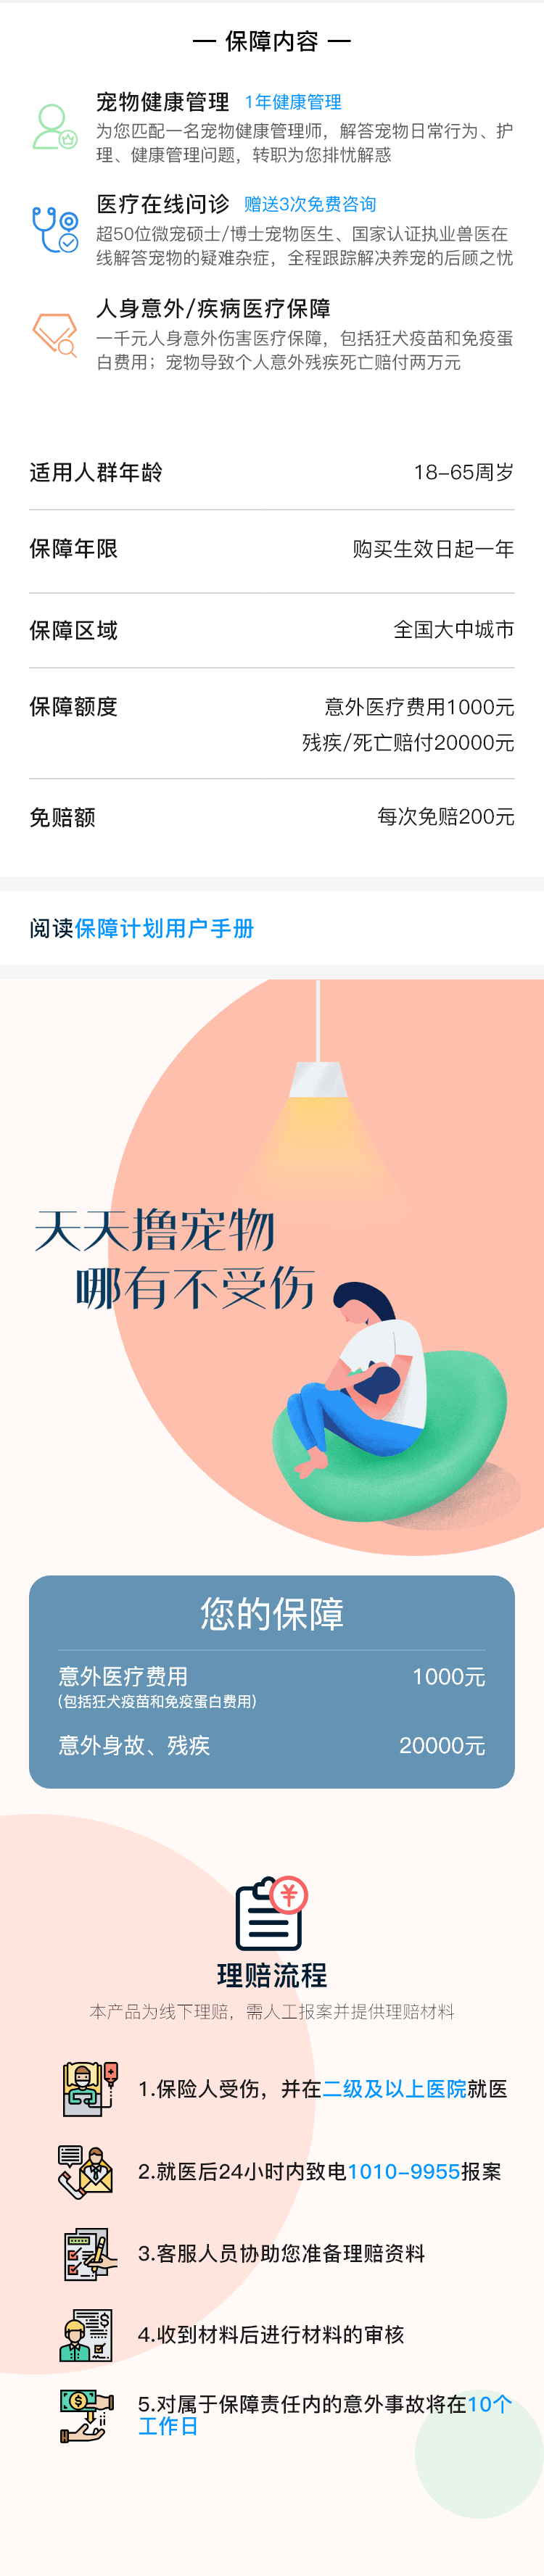 — 保障内容 —
宠物健康管理 1年健康管理
为您匹配一名宠物健康管理师，解答宠物日常行为、护
理、健康管理问题，转职为您排忧解惑
医疗在线问诊 赠送3次免费咨询
超50位微宠硕士/博士宠物医生、国家认证执业兽医在
线解答宠物的疑难杂症，全程跟踪解决养宠的后顾之忧
人身意外/疾病医疗保障
一千元人身意外伤害医疗保障，包括狂犬疫苗和免疫蛋
白费用；宠物导致个人意外残疾死亡赔付两万元
适用人群年龄 18-65周岁
保障年限 购买生效日起一年
保障区域 全国大中城市
保障额度 意外医疗费用1000元
残疾/死亡赔付20000元
免赔额 每次免赔200元
阅读保障计划用户手册
天天撸宠物
哪有不受伤
您的保障
意外医疗费用 1000元
(包括狂犬疫苗和免疫蛋白费用)
意外身故、残疾 20000元
¥
理赔流程
本产品为线下理赔，需人工报案并提供理赔材料
1.保险人受伤，并在二级及以上医院就医
2.就医后24小时内致电1010-9955报案
3.客服人员协助您准备理赔资料
4.收到材料后进行材料的审核
5.对属于保障责任内的意外事故将在10个
工作日